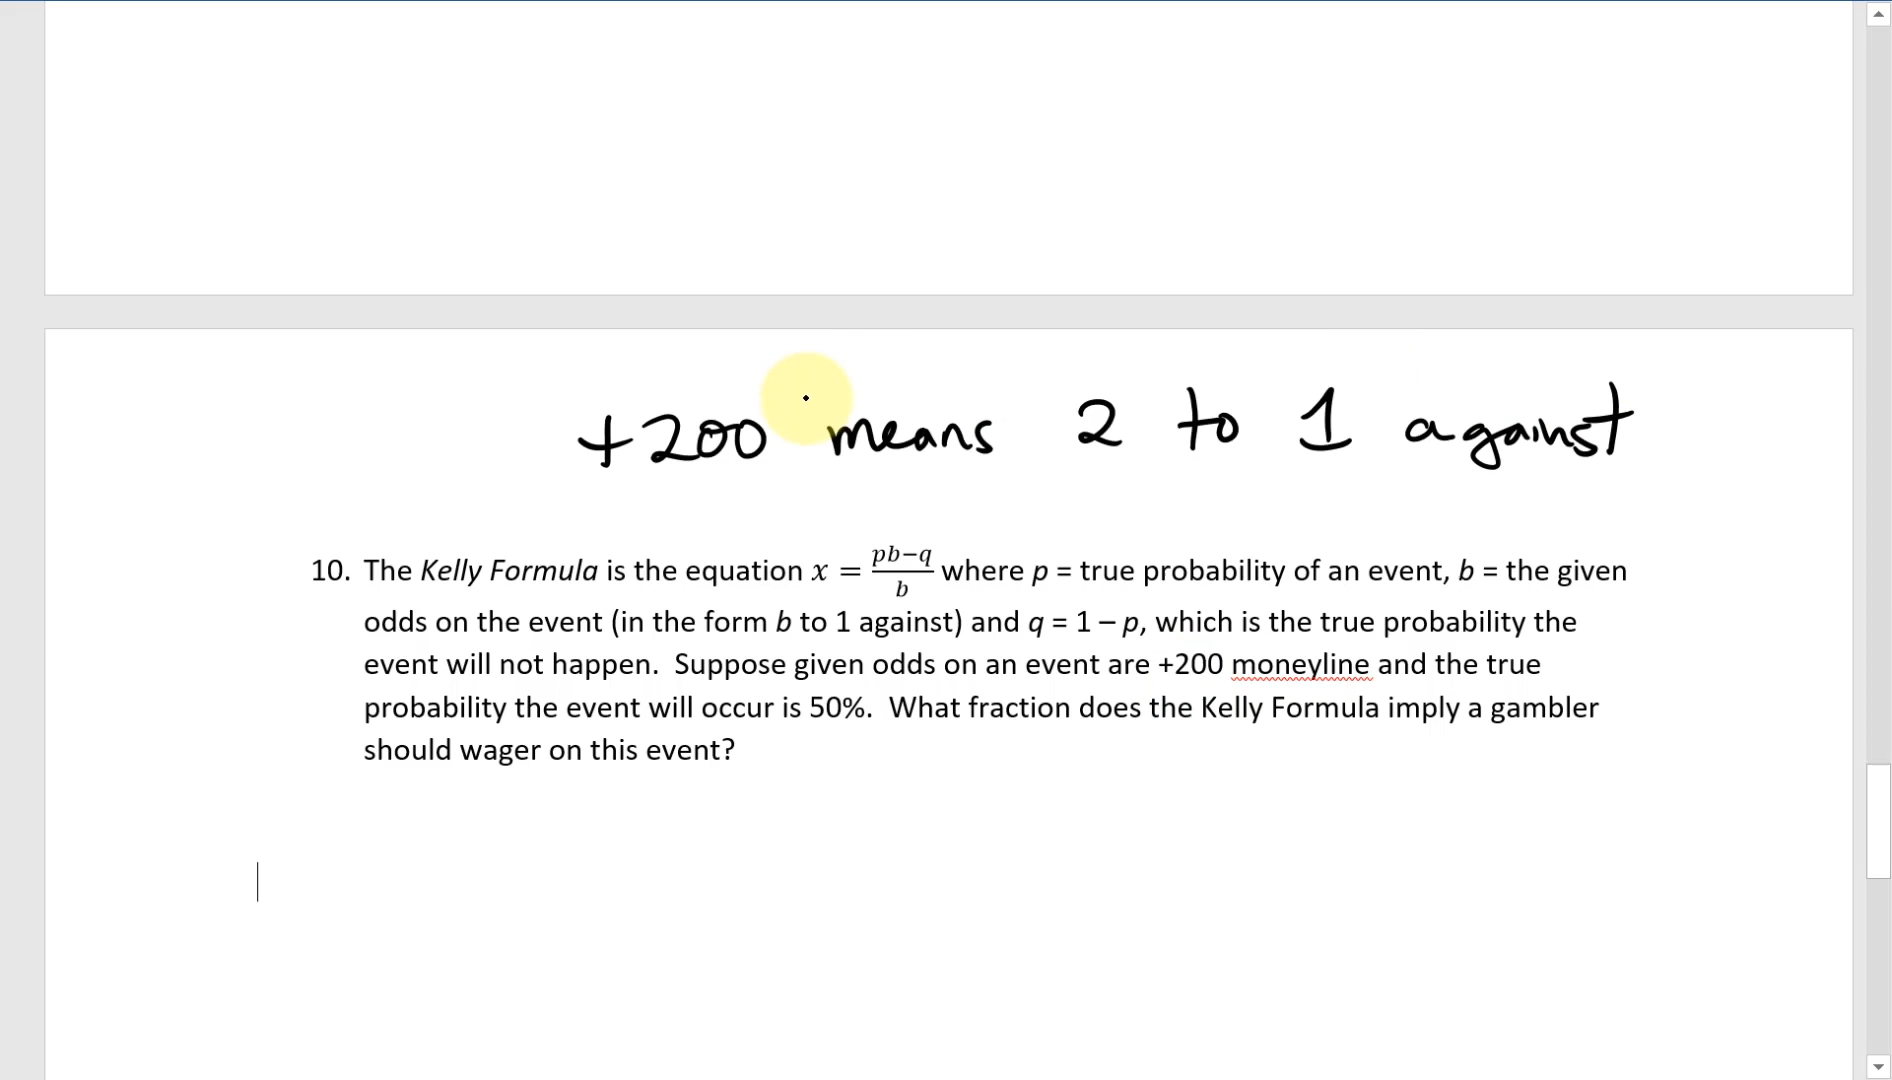 +200 means 2 to 1 against
10. The Kelly Formula is the equation x = \frac{pb-q}{b} where p = true probability of an event, b = the given
odds on the event (in the form b to 1 against) and q = 1 – p, which is the true probability the
event will not happen. Suppose given odds on an event are +200 moneyline and the true
probability the event will occur is 50%. What fraction does the Kelly Formula imply a gambler
should wager on this event?